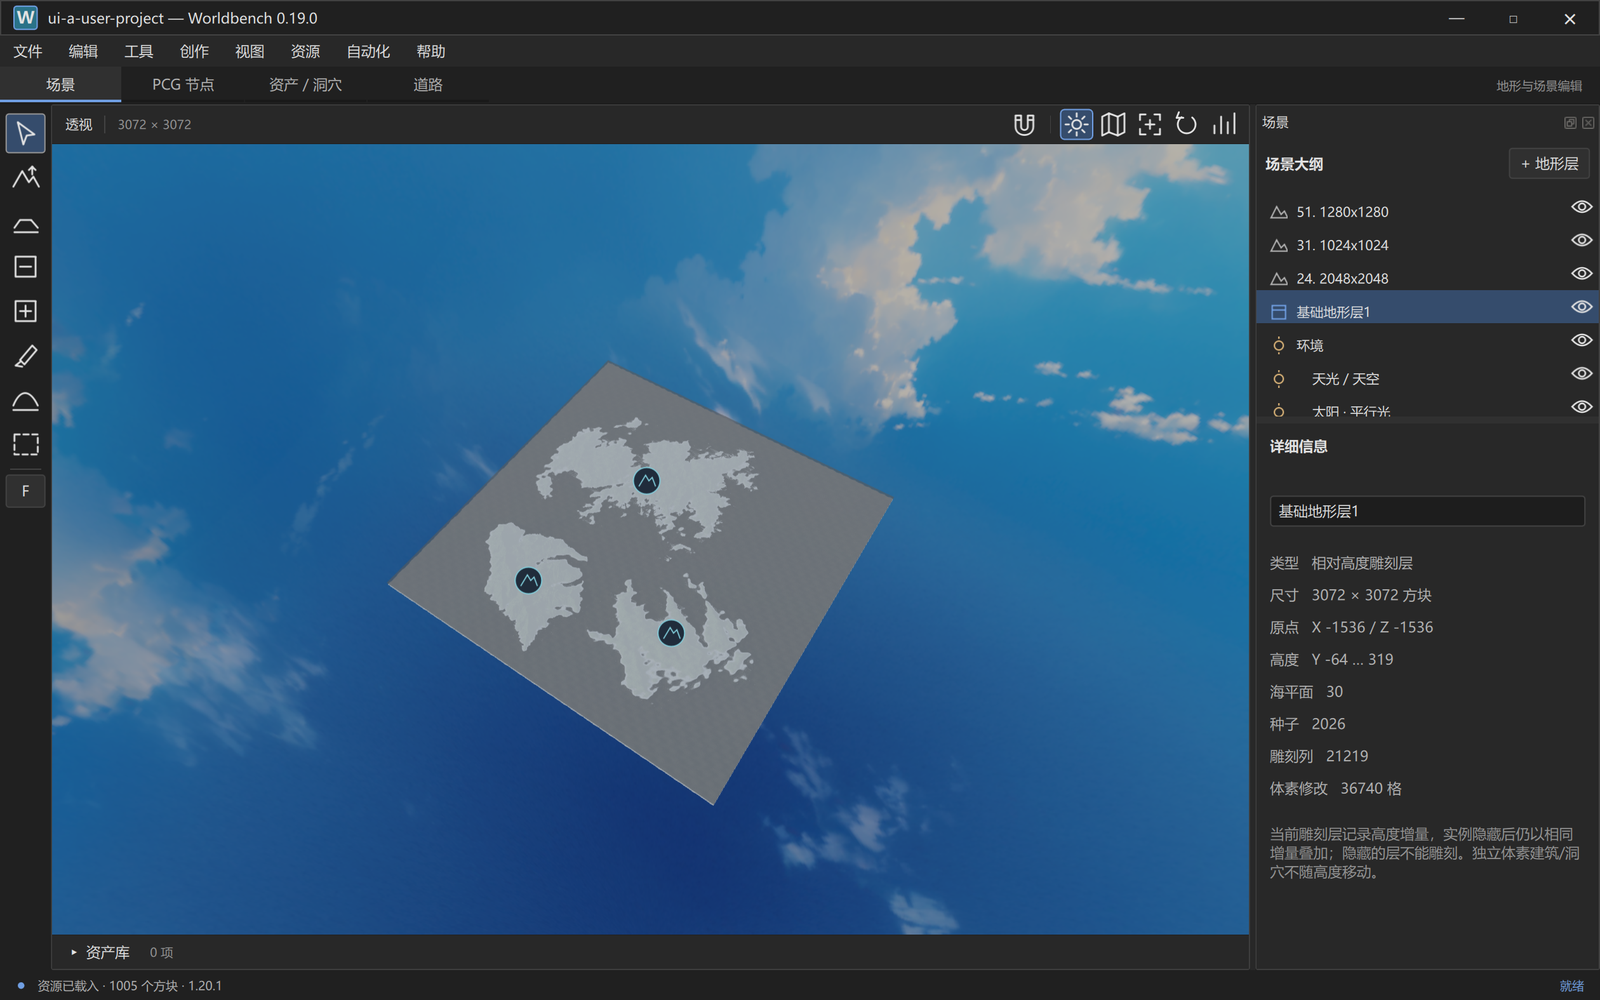 W ui-a-user-project — Worldbench 0.19.0
文件 编辑 工具 创作 视图 资源 自动化 帮助
场景 PCG 节点 资产 / 洞穴 道路 地形与场景编辑
透视 3072 × 3072
场景
场景大纲 + 地形层
51. 1280x1280
31. 1024x1024
24. 2048x2048
基础地形层1
环境
天光 / 天空
太阳 · 平行光
详细信息
基础地形层1
类型 相对高度雕刻层
尺寸 3072 × 3072 方块
原点 X -1536 / Z -1536
高度 Y -64 ... 319
海平面 30
种子 2026
雕刻列 21219
体素修改 36740 格
当前雕刻层记录高度增量，实例隐藏后仍以相同
增量叠加；隐藏的层不能雕刻。独立体素建筑/洞
穴不随高度移动。
F
资产库 0 项
资源已载入 · 1005 个方块 · 1.20.1 就绪